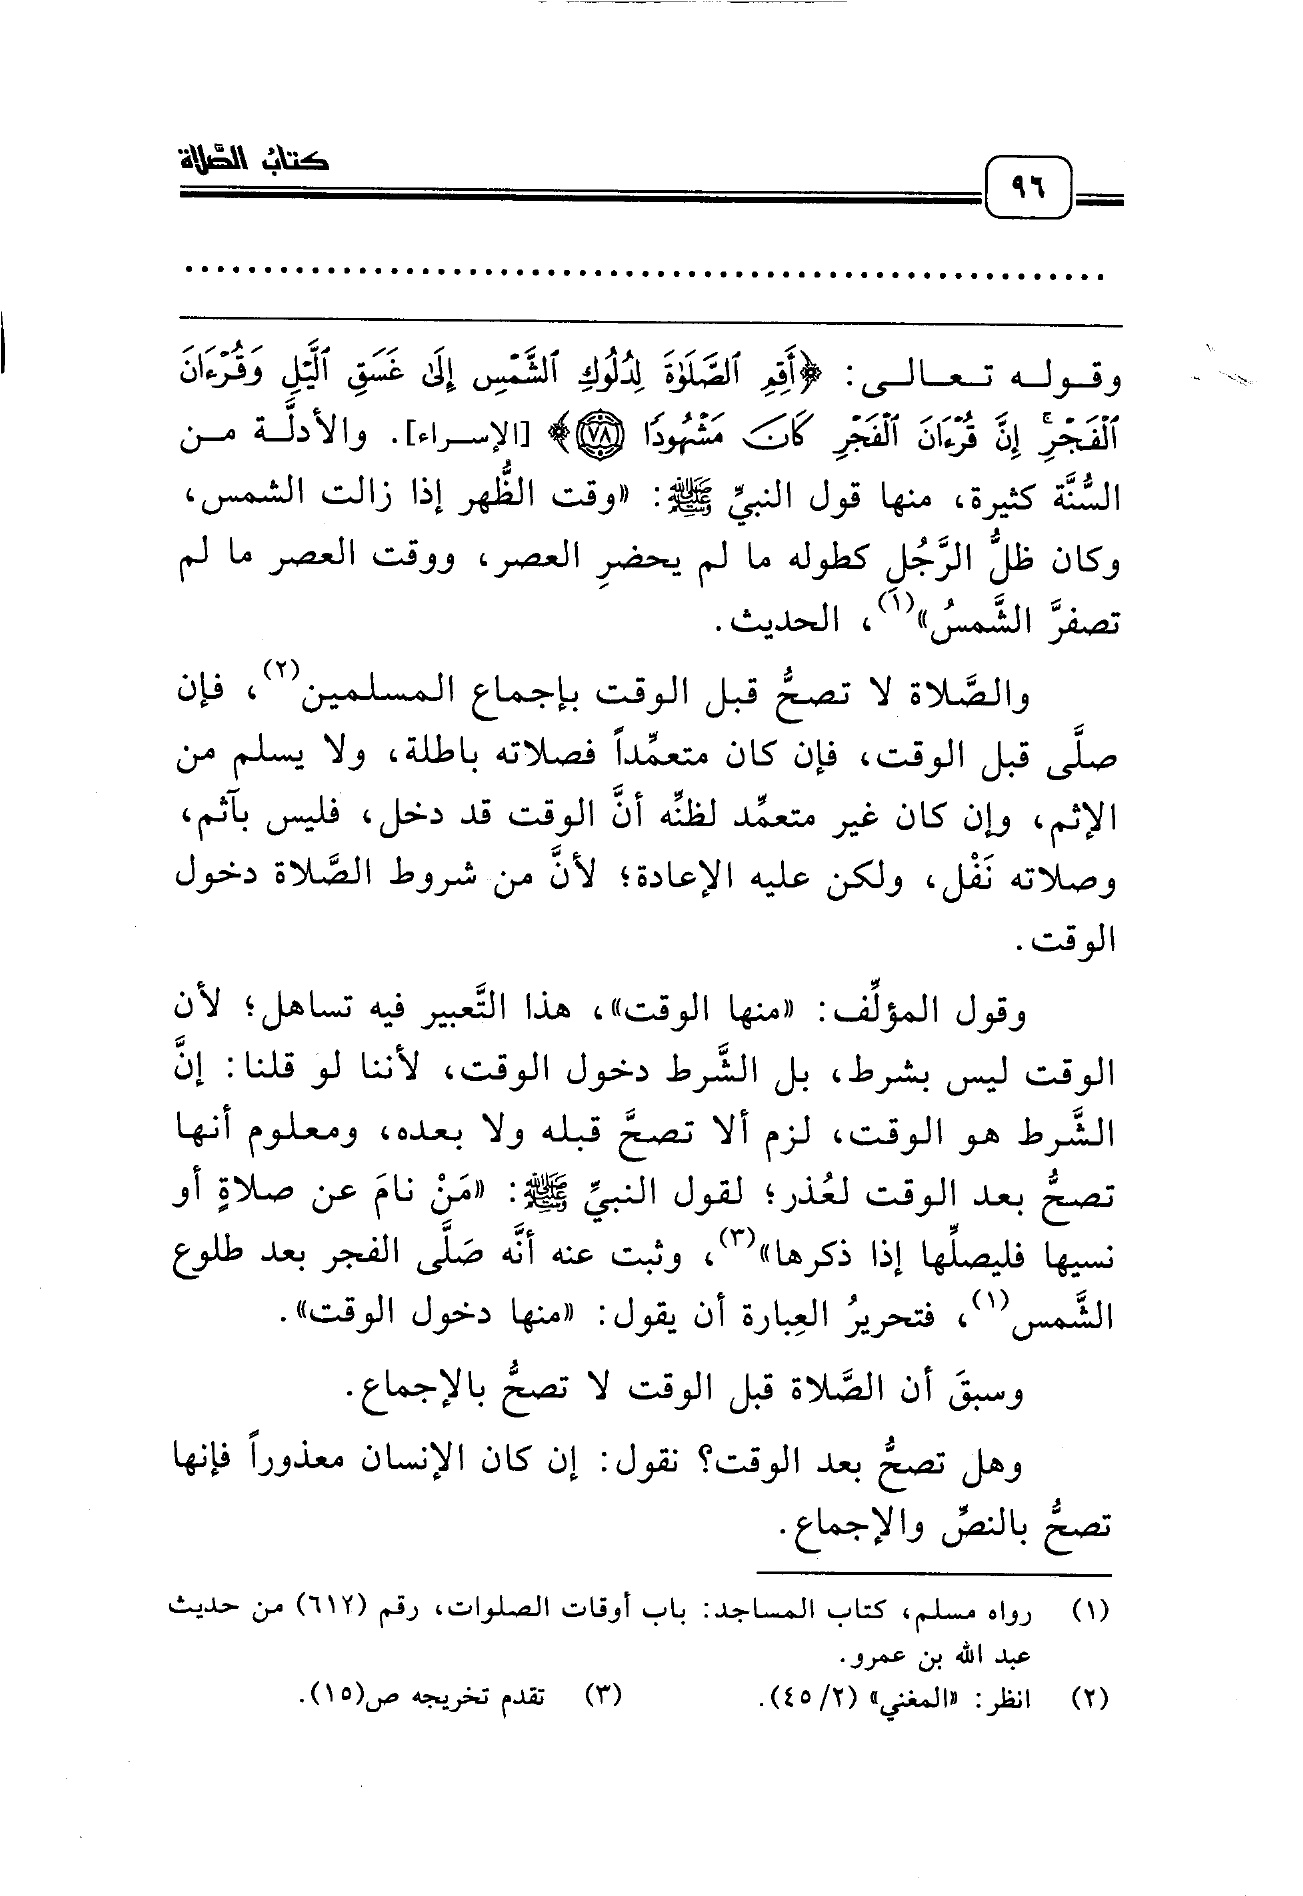 كتابُ الصَّلاة
٩٦
وقوله تعالى: ﴿أَقِمِ ٱلصَّلَوٰةَ لِدُلُوكِ ٱلشَّمْسِ إِلَىٰ غَسَقِ ٱلَّيْلِ وَقُرْءَانَ
ٱلْفَجْرِۖ إِنَّ قُرْءَانَ ٱلْفَجْرِ كَانَ مَشْهُودًا ٧٨﴾ [الإسراء]. والأدلَّة من
السُّنَّة كثيرة، منها قول النبيِّ ﷺ: «وقت الظُّهر إذا زالت الشمس،
وكان ظلُّ الرَّجُلِ كطوله ما لم يحضرِ العصر، ووقت العصر ما لم
تصفرَّ الشَّمسُ»(١)، الحديث.
والصَّلاة لا تصحُّ قبل الوقت بإجماع المسلمين(٢)، فإن
صلَّى قبل الوقت، فإن كان متعمِّداً فصلاته باطلة، ولا يسلم من
الإثم، وإن كان غير متعمِّد لظنِّه أنَّ الوقت قد دخل، فليس بآثم،
وصلاته نَفْل، ولكن عليه الإعادة؛ لأنَّ من شروط الصَّلاة دخول
الوقت.
وقول المؤلِّف: «منها الوقت»، هذا التَّعبير فيه تساهل؛ لأن
الوقت ليس بشرط، بل الشَّرط دخول الوقت، لأننا لو قلنا: إنَّ
الشَّرط هو الوقت، لزم ألا تصحَّ قبله ولا بعده، ومعلوم أنها
تصحُّ بعد الوقت لعُذر؛ لقول النبيِّ ﷺ: «مَنْ نامَ عن صلاةٍ أو
نسيها فليصلِّها إذا ذكرها»(٣)، وثبت عنه أنَّه صَلَّى الفجر بعد طلوع
الشَّمس(١)، فتحريرُ العِبارة أن يقول: «منها دخول الوقت».
وسبقَ أن الصَّلاة قبل الوقت لا تصحُّ بالإجماع.
وهل تصحُّ بعد الوقت؟ نقول: إن كان الإنسان معذوراً فإنها
تصحُّ بالنصِّ والإجماع.
(١) رواه مسلم، كتاب المساجد: باب أوقات الصلوات، رقم (٦١٢) من حديث
عبد الله بن عمرو.
(٢) انظر: «المغني» (٢/ ٤٥). (٣) تقدم تخريجه ص(١٥).